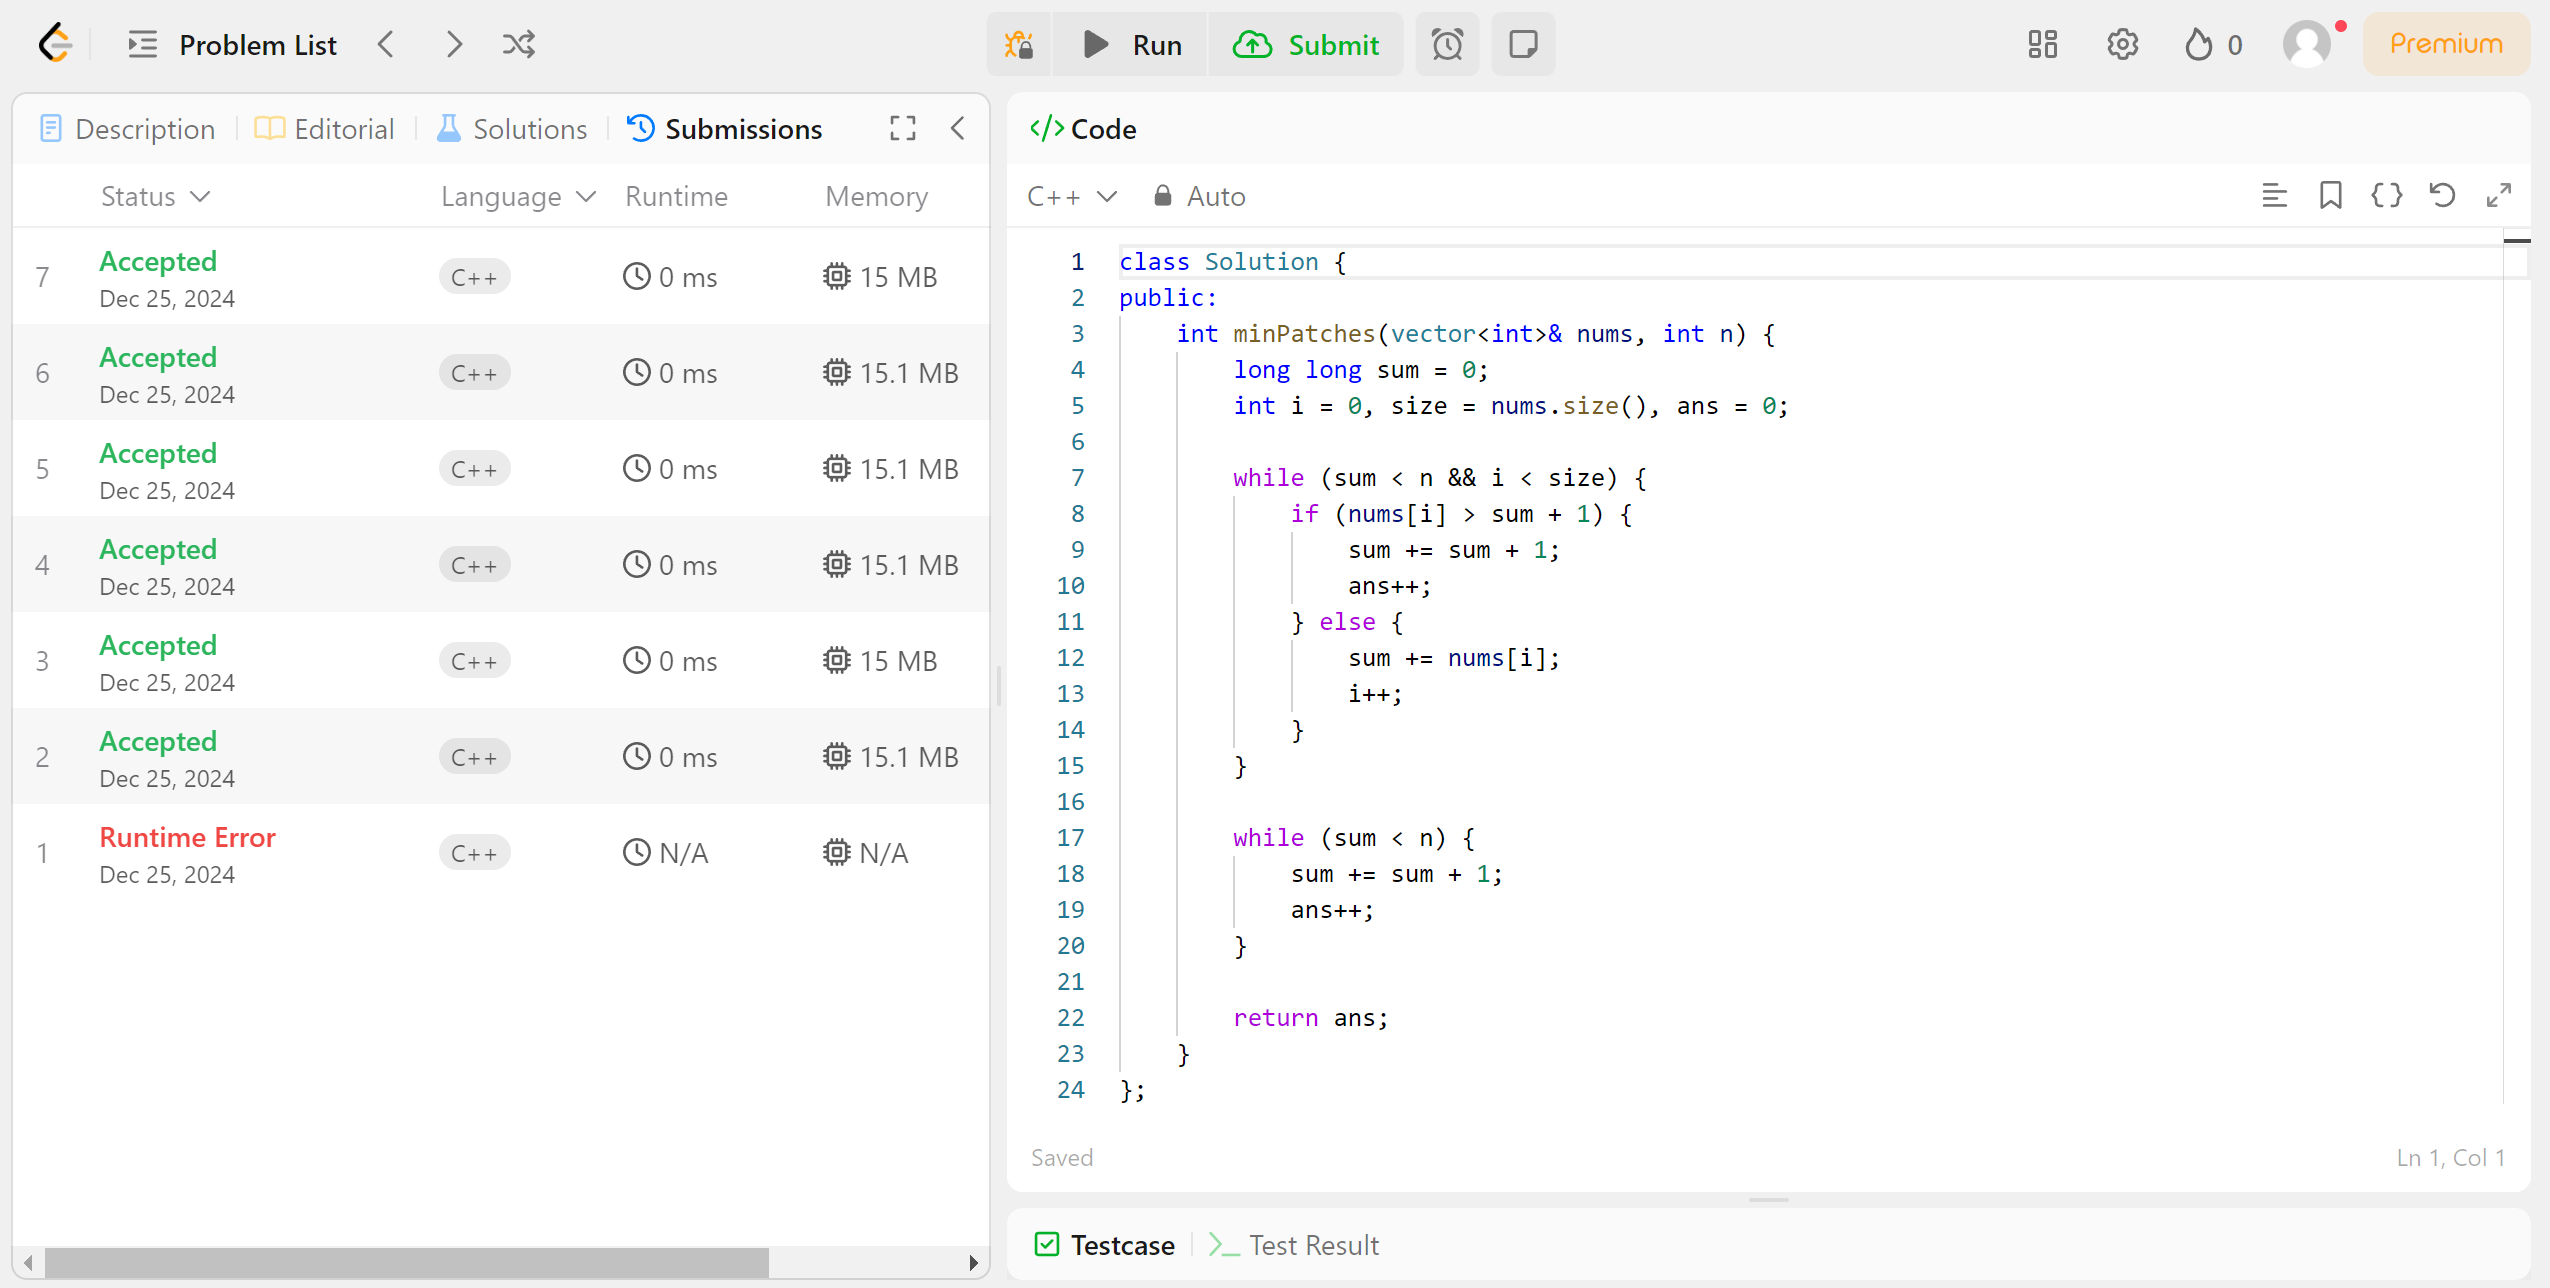 Problem List
Run
Submit
0
Premium
Description
Editorial
Solutions
Submissions
Status
Language
Runtime
Memory
7
Accepted
Dec 25, 2024
C++
0 ms
15 MB
6
Accepted
Dec 25, 2024
C++
0 ms
15.1 MB
5
Accepted
Dec 25, 2024
C++
0 ms
15.1 MB
4
Accepted
Dec 25, 2024
C++
0 ms
15.1 MB
3
Accepted
Dec 25, 2024
C++
0 ms
15 MB
2
Accepted
Dec 25, 2024
C++
0 ms
15.1 MB
1
Runtime Error
Dec 25, 2024
C++
N/A
N/A
</> Code
C++
Auto
1 class Solution {
2 public:
3     int minPatches(vector<int>& nums, int n) {
4         long long sum = 0;
5         int i = 0, size = nums.size(), ans = 0;
6
7         while (sum < n && i < size) {
8             if (nums[i] > sum + 1) {
9                 sum += sum + 1;
10                 ans++;
11             } else {
12                 sum += nums[i];
13                 i++;
14             }
15         }
16
17         while (sum < n) {
18             sum += sum + 1;
19             ans++;
20         }
21
22         return ans;
23     }
24 };
Saved
Ln 1, Col 1
Testcase
Test Result